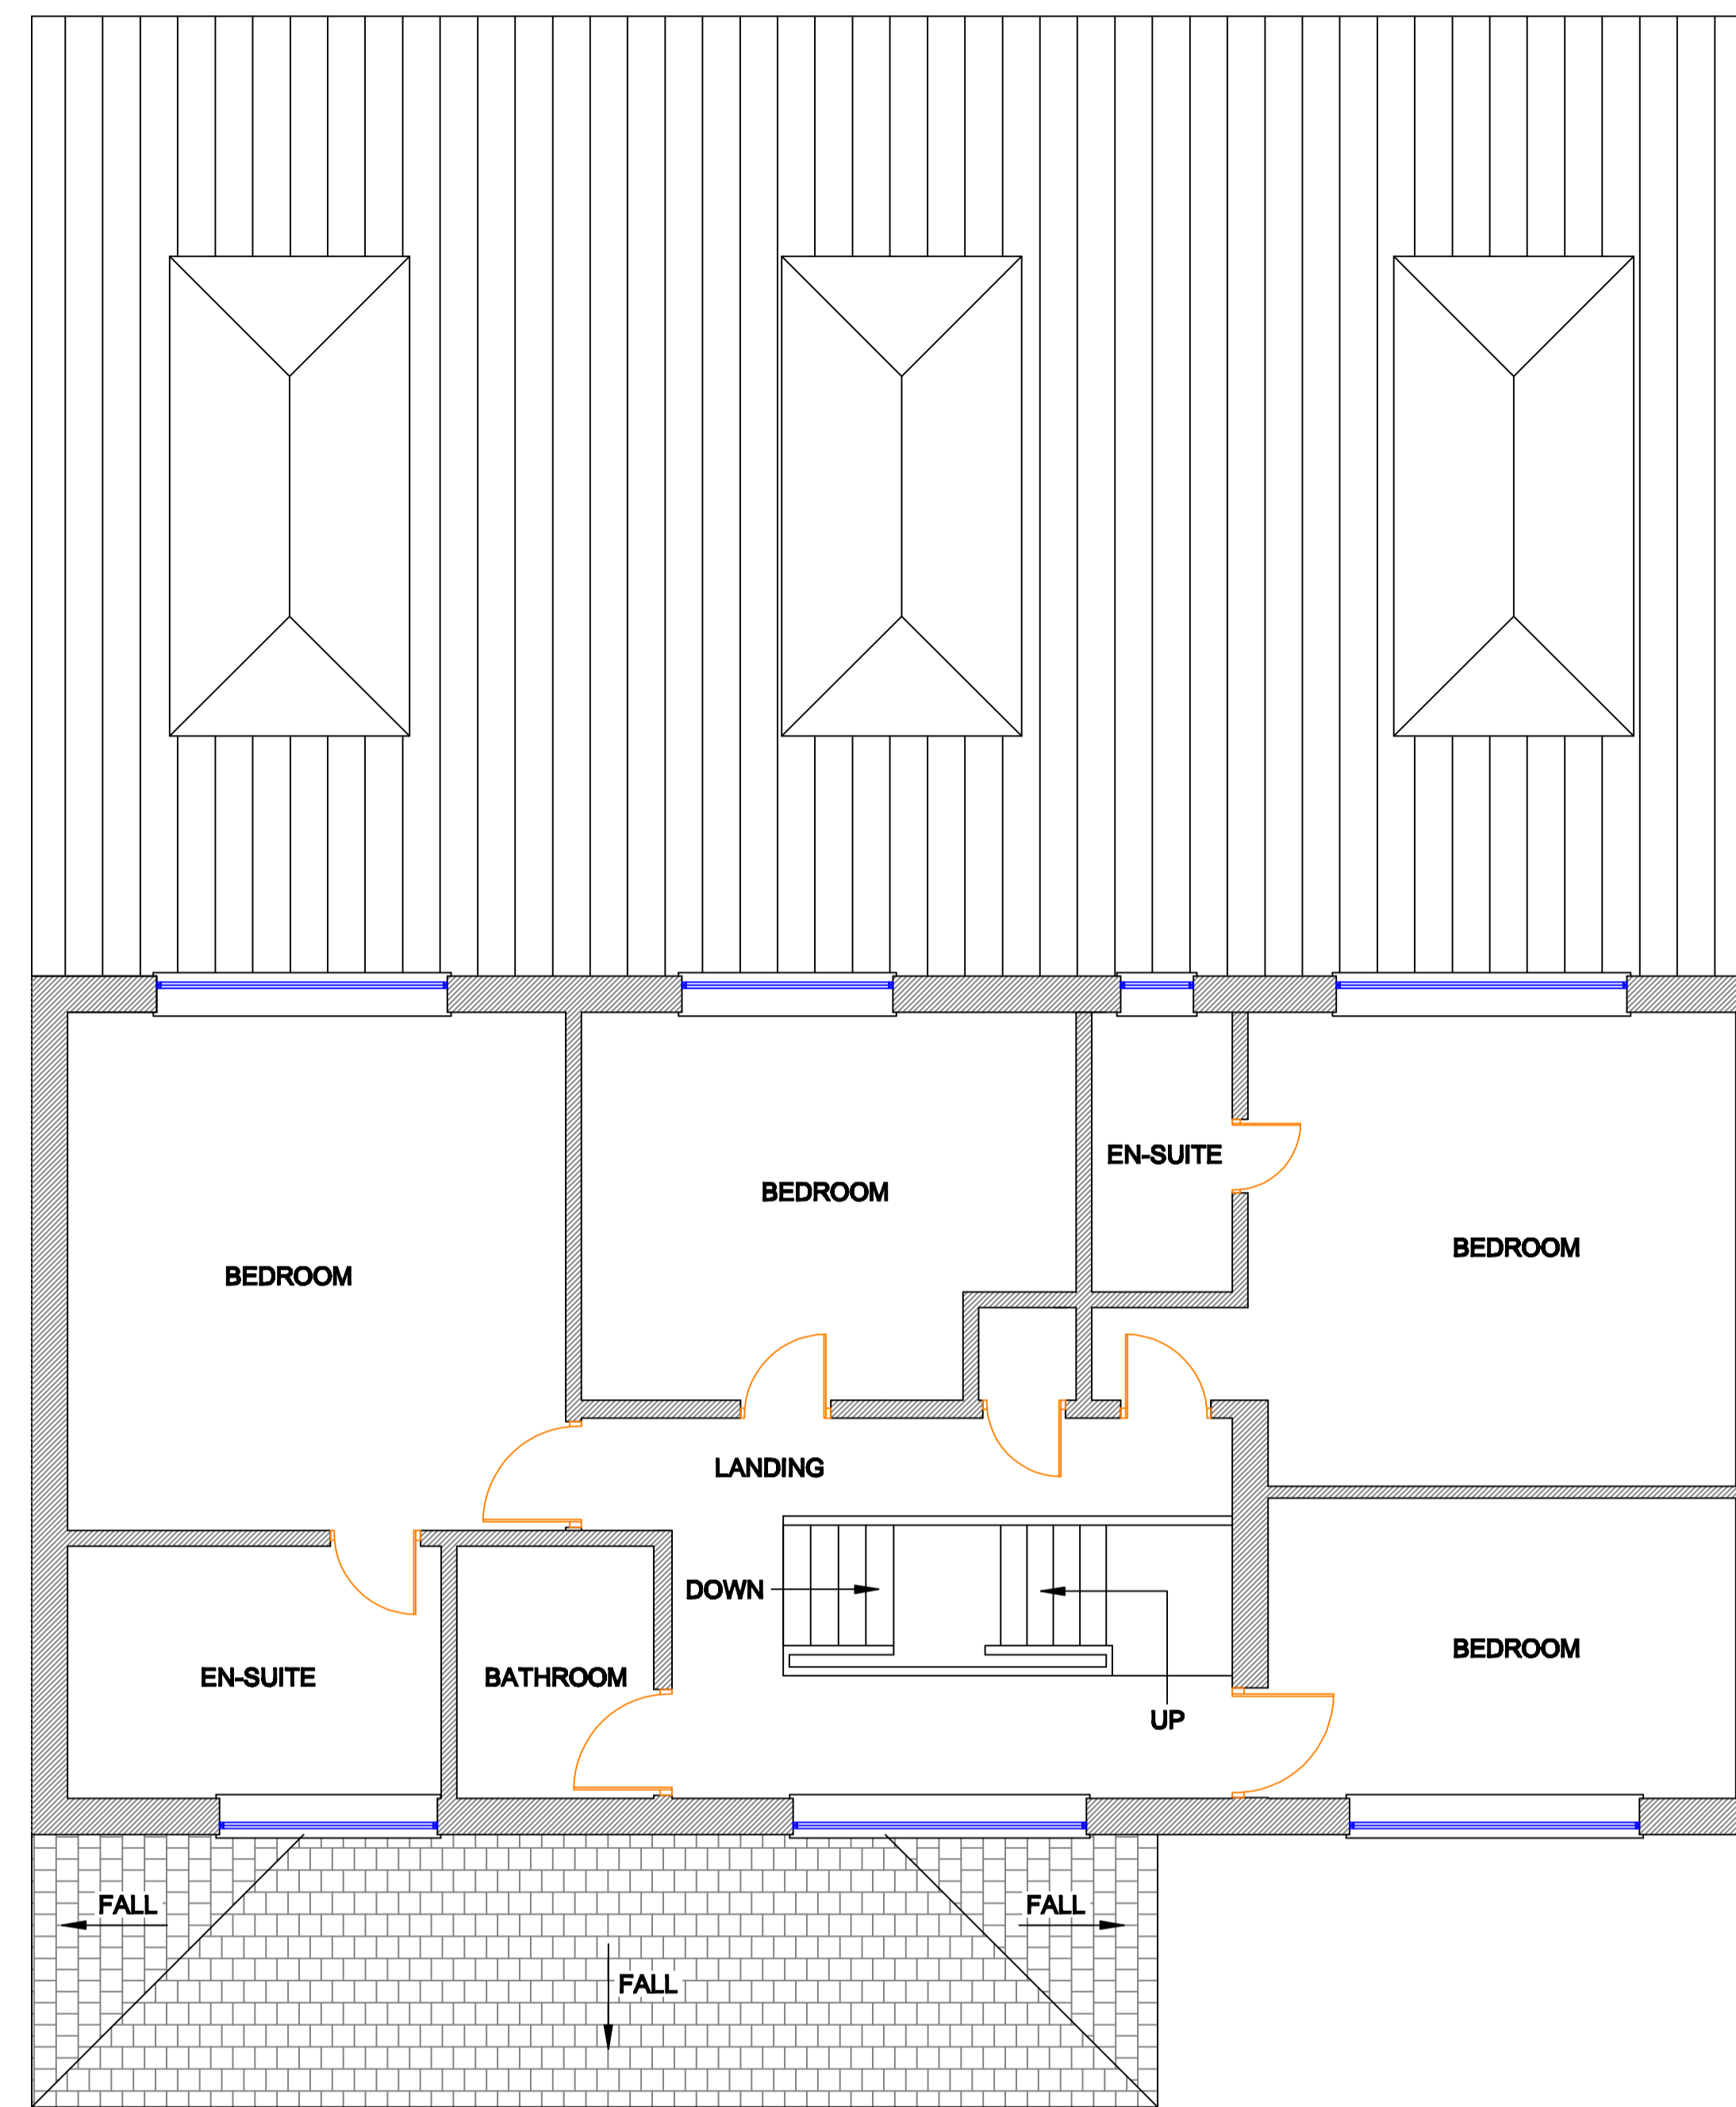 EN-SUITE
BEDROOM
BEDROOM
BEDROOM
LANDING
DOWN
BEDROOM
EN-SUITE
BATHROOM
UP
FALL
FALL
FALL